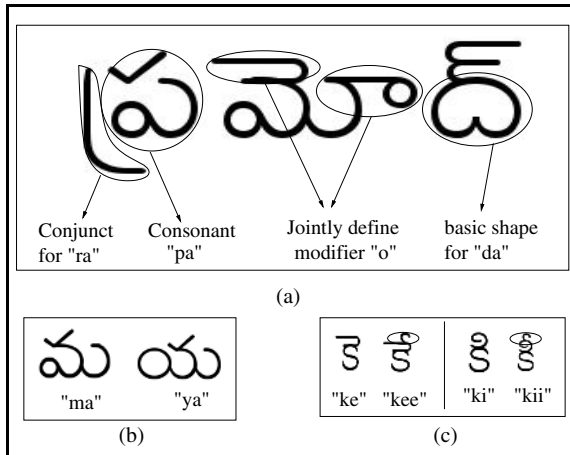 ప్రమోద్
Conjunct for "ra"
Consonant "pa"
Jointly define modifier "o"
basic shape for "da"
(a)
మ య
"ma" "ya"
(b)
కె కే కి కీ
"ke" "kee" "ki" "kii"
(c)